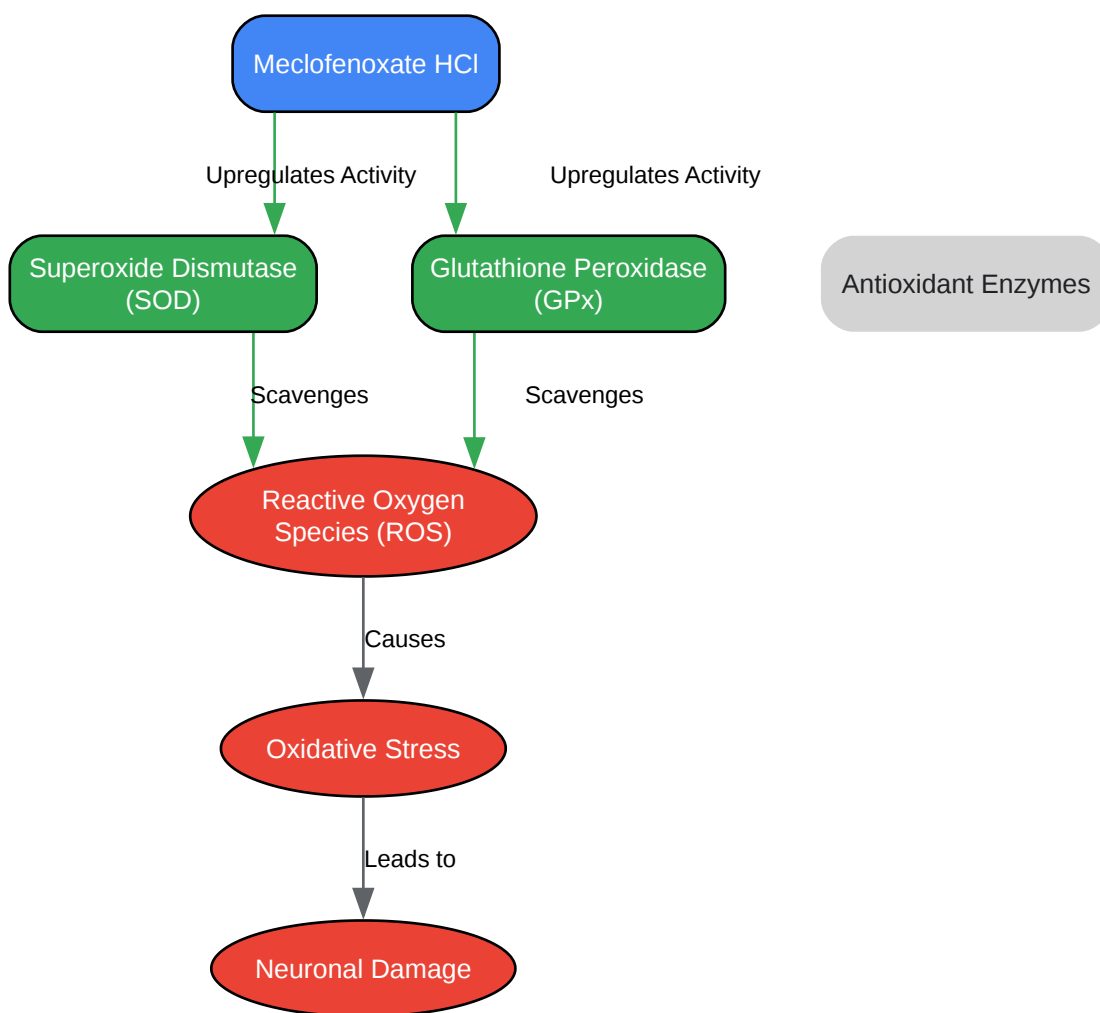 Meclofenoxate HCl
Upregulates Activity
Upregulates Activity
Superoxide Dismutase
(SOD)
Glutathione Peroxidase
(GPx)
Antioxidant Enzymes
Scavenges
Scavenges
Reactive Oxygen
Species (ROS)
Causes
Oxidative Stress
Leads to
Neuronal Damage